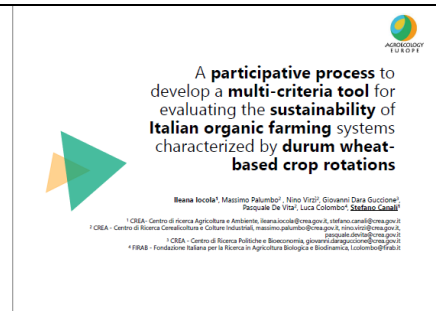 AGROECOLOGY
EUROPE
A participative process to
develop a multi-criteria tool for
evaluating the sustainability of
Italian organic farming systems
characterized by durum wheat-
based crop rotations
Ileana Iocola¹, Massimo Palumbo², Nino Virzì², Giovanni Dara Guccione³,
Pasquale De Vita², Luca Colombo⁴, Stefano Canali¹
¹ CREA- Centro di ricerca Agricoltura e Ambiente, ileana.iocola@crea.gov.it, stefano.canali@crea.gov.it
² CREA - Centro di Ricerca Cerealicoltura e Colture Industriali, massimo.palumbo@crea.gov.it, nino.virzi@crea.gov.it,
pasquale.devita@crea.gov.it
³ CREA - Centro di Ricerca Politiche e Bioeconomia, giovanni.daraguccione@crea.gov.it
⁴ FIRAB - Fondazione Italiana per la Ricerca in Agricoltura Biologica e Biodinamica, l.colombo@firab.it